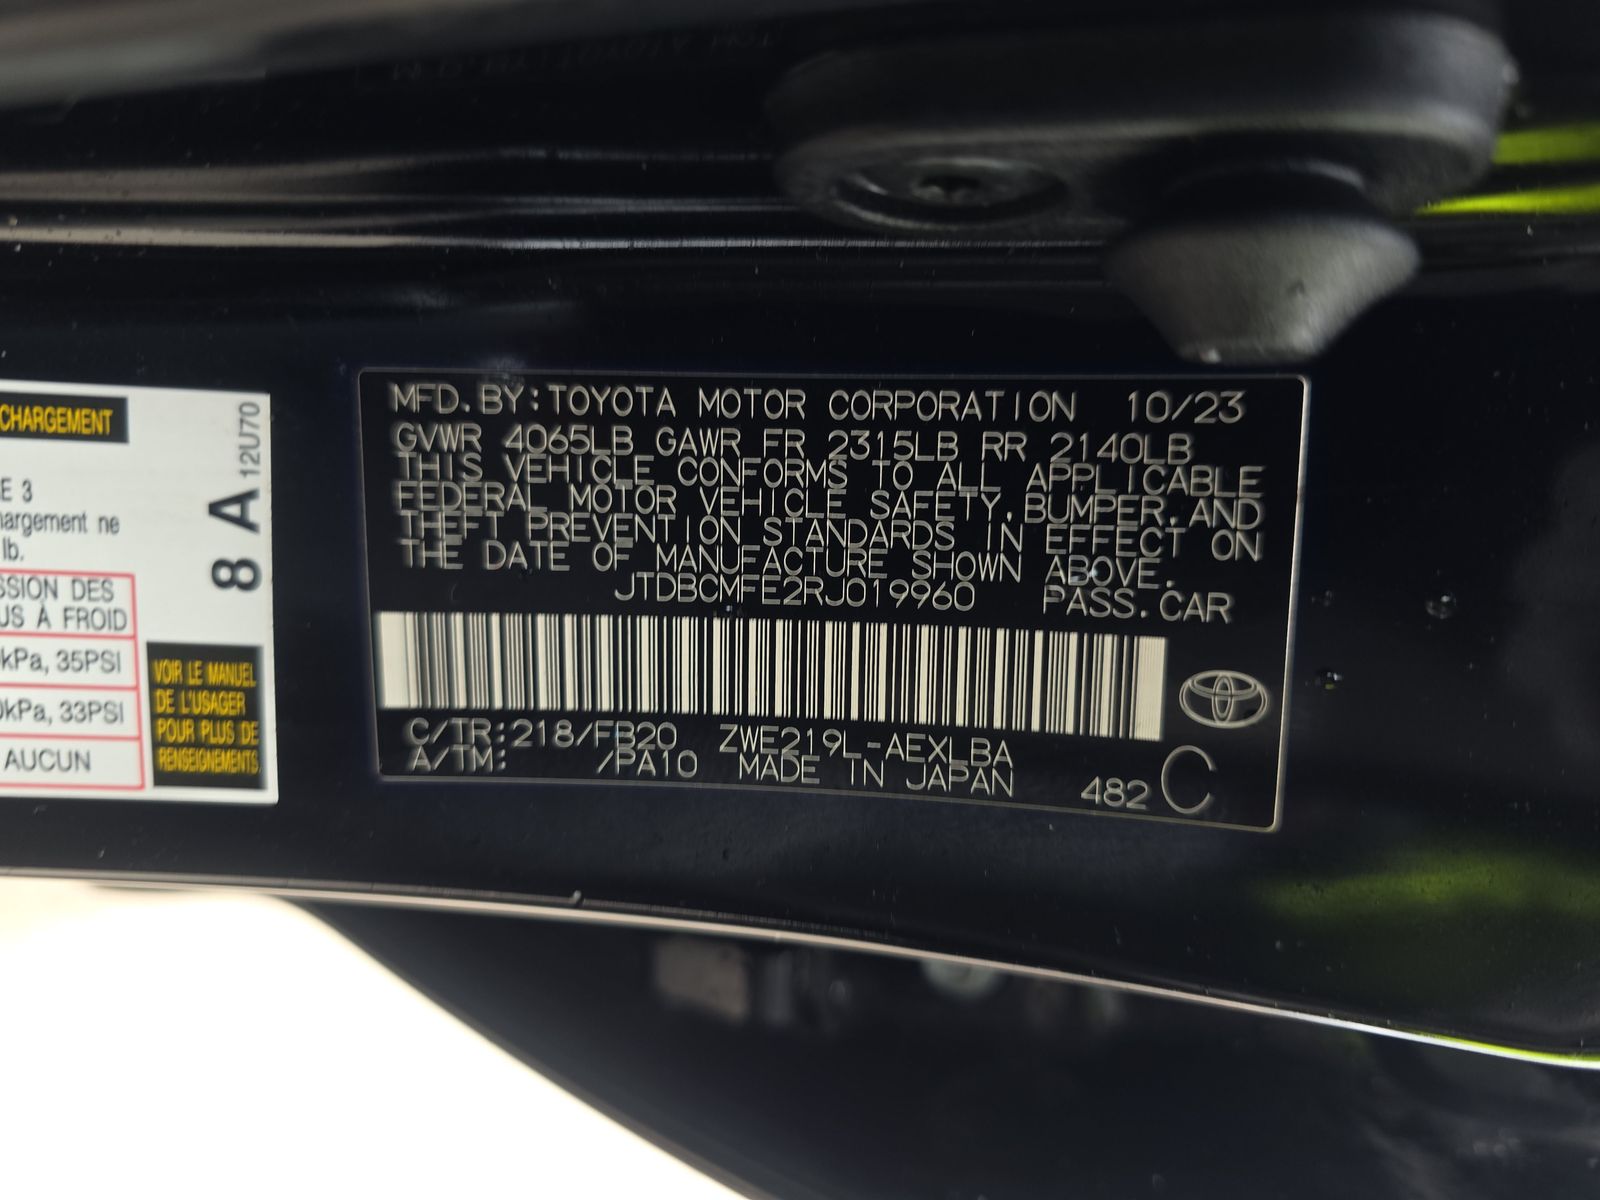 CHARGEMENT
E 3
hargement ne
lb.
SSION DES
US À FROID
kPa, 35PSI
0kPa, 33PSI
AUCUN
8 A 12U70
VOIR LE MANUEL
DE L'USAGER
POUR PLUS DE
RENSEIGNEMENTS.
MFD. BY: TOYOTA MOTOR CORPORATION 10/23
GVWR 4065LB GAWR FR 2315LB RR 2140LB
THIS VEHICLE CONFORMS TO ALL APPLICABLE
FEDERAL MOTOR VEHICLE SAFETY, BUMPER, AND
THEFT PREVENTION STANDARDS IN EFFECT ON
THE DATE OF MANUFACTURE SHOWN ABOVE.
JTDBCMFE2RJ019960 PASS. CAR
C/TR: 218/FB20 ZWE219L-AEXLBA
A/TM: /PA10 MADE IN JAPAN 482 C